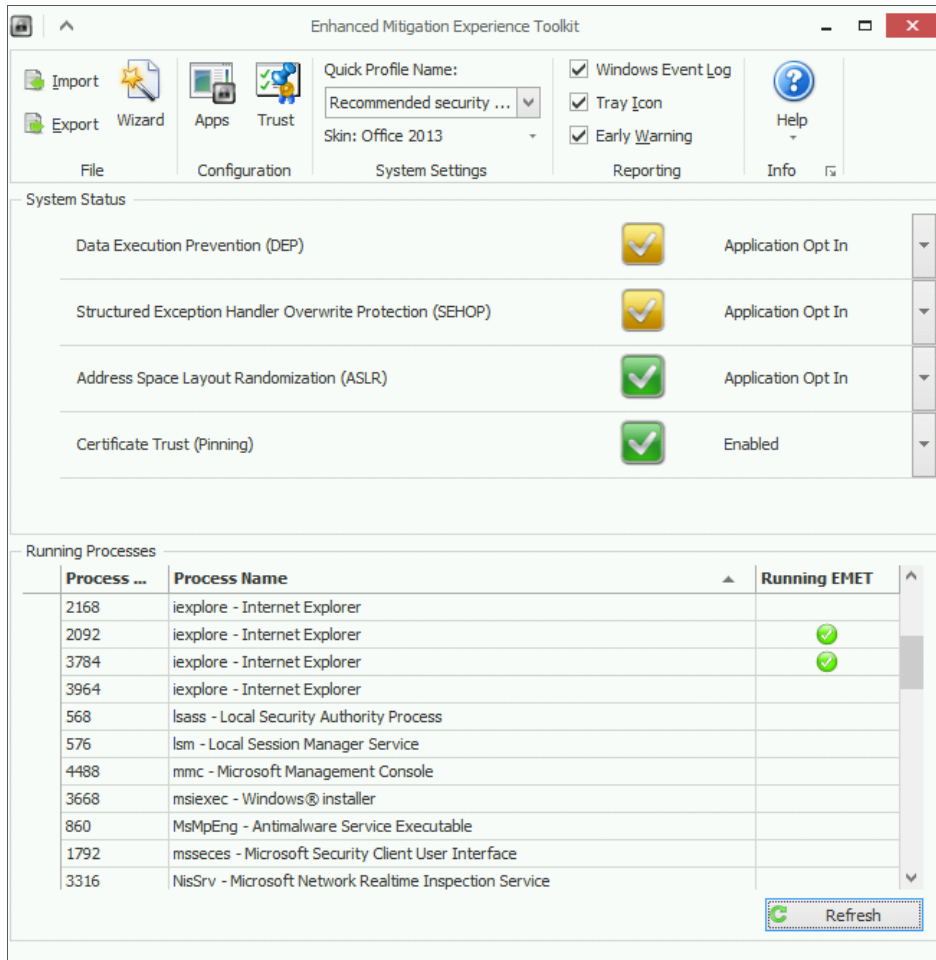 Enhanced Mitigation Experience Toolkit
Import
Export
Wizard
File
Apps
Trust
Configuration
Quick Profile Name:
Recommended security ...
Skin: Office 2013
System Settings
Windows Event Log
Tray Icon
Early Warning
Reporting
Help
Info
System Status
Data Execution Prevention (DEP) Application Opt In
Structured Exception Handler Overwrite Protection (SEHOP) Application Opt In
Address Space Layout Randomization (ASLR) Application Opt In
Certificate Trust (Pinning) Enabled
Running Processes
Process ... Process Name Running EMET
2168 iexplore - Internet Explorer
2092 iexplore - Internet Explorer
3784 iexplore - Internet Explorer
3964 iexplore - Internet Explorer
568 lsass - Local Security Authority Process
576 lsm - Local Session Manager Service
4488 mmc - Microsoft Management Console
3668 msiexec - Windows® installer
860 MsMpEng - Antimalware Service Executable
1792 msseces - Microsoft Security Client User Interface
3316 NisSrv - Microsoft Network Realtime Inspection Service
Refresh